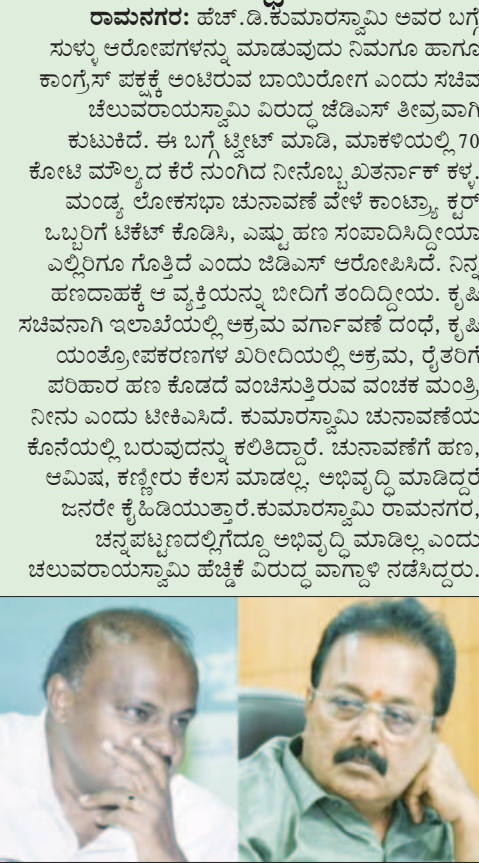 ರಾಮನಗರ: ಹೆಚ್.ಡಿ.ಕುಮಾರಸ್ವಾಮಿ ಅವರ ಬಗ್ಗೆ
ಸುಳ್ಳು ಆರೋಪಗಳನ್ನು ಮಾಡುವುದು ನಿಮಗೂ ಹಾಗೂ
ಕಾಂಗ್ರೆಸ್ ಪಕ್ಷಕ್ಕೆ ಅಂಟಿರುವ ಬಾಯಿರೋಗ ಎಂದು ಸಚಿವ
ಚೆಲುವರಾಯಸ್ವಾಮಿ ವಿರುದ್ಧ ಜೆಡಿಎಸ್ ತೀವ್ರವಾಗಿ
ಕುಟುಕಿದೆ. ಈ ಬಗ್ಗೆ ಟ್ವೀಟ್ ಮಾಡಿ, ಮಾಕಳಿಯಲ್ಲಿ 70
ಕೋಟಿ ಮೌಲ್ಯದ ಕೆರೆ ನುಂಗಿದ ನೀನೊಬ್ಬ ಖತರ್ನಾಕ್ ಕಳ್ಳ.
ಮಂಡ್ಯ ಲೋಕಸಭಾ ಚುನಾವಣೆ ವೇಳೆ ಕಾಂಟ್ರ್ಯಾಕ್ಟರ್
ಒಬ್ಬರಿಗೆ ಟಿಕೆಟ್ ಕೊಡಿಸಿ, ಎಷ್ಟು ಹಣ ಸಂಪಾದಿಸಿದ್ದೀಯಾ
ಎಲ್ಲಿರಿಗೂ ಗೊತ್ತಿದೆ ಎಂದು ಜಿಡಿಎಸ್ ಆರೋಪಿಸಿದೆ. ನಿನ್ನ
ಹಣದಾಹಕ್ಕೆ ಆ ವ್ಯಕ್ತಿಯನ್ನು ಬೀದಿಗೆ ತಂದಿದ್ದೀಯ. ಕೃಷಿ
ಸಚಿವನಾಗಿ ಇಲಾಖೆಯಲ್ಲಿ ಅಕ್ರಮ ವರ್ಗಾವಣೆ ದಂಧೆ, ಕೃಷಿ
ಯಂತ್ರೋಪಕರಣಗಳ ಖರೀದಿಯಲ್ಲಿ ಅಕ್ರಮ, ರೈತರಿಗೆ
ಪರಿಹಾರ ಹಣ ಕೊಡದೆ ವಂಚಿಸುತ್ತಿರುವ ವಂಚಕ ಮಂತ್ರಿ
ನೀನು ಎಂದು ಟೀಕಿಎಸಿದೆ. ಕುಮಾರಸ್ವಾಮಿ ಚುನಾವಣೆಯ
ಕೊನೆಯಲ್ಲಿ ಬರುವುದನ್ನು ಕಲಿತಿದ್ದಾರೆ. ಚುನಾವಣೆಗೆ ಹಣ,
ಆಮಿಷ, ಕಣ್ಣೀರು ಕೆಲಸ ಮಾಡಲ್ಲ. ಅಭಿವೃದ್ಧಿ ಮಾಡಿದ್ದರೆ
ಜನರೇ ಕೈಹಿಡಿಯುತ್ತಾರೆ.ಕುಮಾರಸ್ವಾಮಿ ರಾಮನಗರ,
ಚನ್ನಪಟ್ಟಣದಲ್ಲಿಗೆದ್ದೂ ಅಭಿವೃದ್ಧಿ ಮಾಡಿಲ್ಲ ಎಂದು
ಚಲುವರಾಯಸ್ವಾಮಿ ಹೆಚ್ಡಿಕೆ ವಿರುದ್ಧ ವಾಗ್ದಾಳಿ ನಡೆಸಿದ್ದರು.